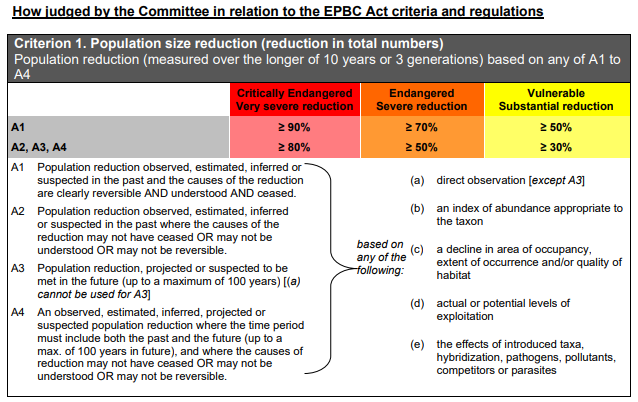 How judged by the Committee in relation to the EPBC Act criteria and regulations
Criterion 1. Population size reduction (reduction in total numbers)
Population reduction (measured over the longer of 10 years or 3 generations) based on any of A1 to
A4
Critically Endangered
Very severe reduction
Endangered
Severe reduction
Vulnerable
Substantial reduction
A1 ≥ 90% ≥ 70% ≥ 50%
A2, A3, A4 ≥ 80% ≥ 50% ≥ 30%
A1 Population reduction observed, estimated, inferred or
suspected in the past and the causes of the reduction
are clearly reversible AND understood AND ceased.
A2 Population reduction observed, estimated, inferred
or suspected in the past where the causes of the
reduction may not have ceased OR may not be
understood OR may not be reversible.
A3 Population reduction, projected or suspected to be
met in the future (up to a maximum of 100 years) [(a)
cannot be used for A3]
A4 An observed, estimated, inferred, projected or
suspected population reduction where the time period
must include both the past and the future (up to a
max. of 100 years in future), and where the causes of
reduction may not have ceased OR may not be
understood OR may not be reversible.
based on
any of the
following:
(a) direct observation [except A3]
(b) an index of abundance appropriate to
the taxon
(c) a decline in area of occupancy,
extent of occurrence and/or quality of
habitat
(d) actual or potential levels of
exploitation
(e) the effects of introduced taxa,
hybridization, pathogens, pollutants,
competitors or parasites